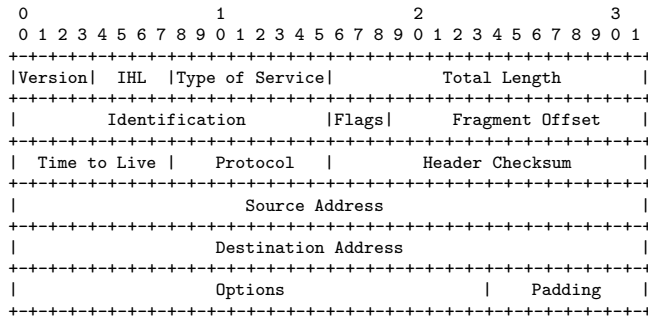 0                   1                   2                   3
0 1 2 3 4 5 6 7 8 9 0 1 2 3 4 5 6 7 8 9 0 1 2 3 4 5 6 7 8 9 0 1
+-+-+-+-+-+-+-+-+-+-+-+-+-+-+-+-+-+-+-+-+-+-+-+-+-+-+-+-+-+-+-+-+
|Version|  IHL  |Type of Service|          Total Length         |
+-+-+-+-+-+-+-+-+-+-+-+-+-+-+-+-+-+-+-+-+-+-+-+-+-+-+-+-+-+-+-+-+
|         Identification        |Flags|      Fragment Offset    |
+-+-+-+-+-+-+-+-+-+-+-+-+-+-+-+-+-+-+-+-+-+-+-+-+-+-+-+-+-+-+-+-+
|  Time to Live |    Protocol   |         Header Checksum       |
+-+-+-+-+-+-+-+-+-+-+-+-+-+-+-+-+-+-+-+-+-+-+-+-+-+-+-+-+-+-+-+-+
|                       Source Address                          |
+-+-+-+-+-+-+-+-+-+-+-+-+-+-+-+-+-+-+-+-+-+-+-+-+-+-+-+-+-+-+-+-+
|                    Destination Address                        |
+-+-+-+-+-+-+-+-+-+-+-+-+-+-+-+-+-+-+-+-+-+-+-+-+-+-+-+-+-+-+-+-+
|                    Options                    |    Padding    |
+-+-+-+-+-+-+-+-+-+-+-+-+-+-+-+-+-+-+-+-+-+-+-+-+-+-+-+-+-+-+-+-+